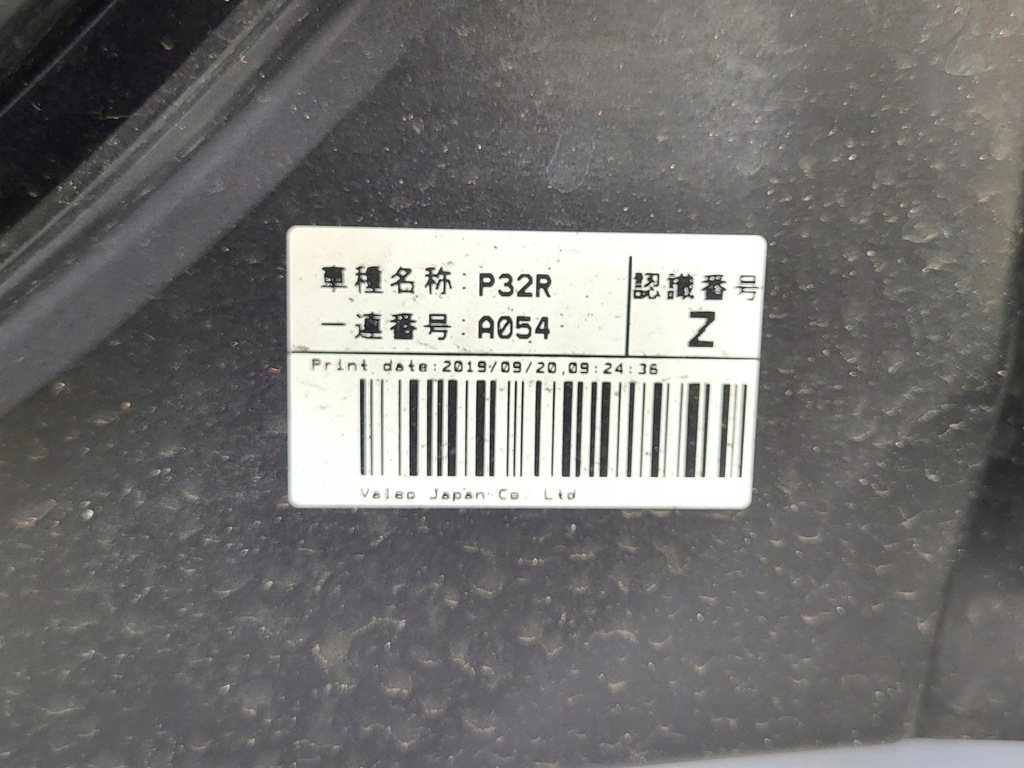 車種名称:P32R
認識番号
一連番号:A054
Z
Print date:2019/09/20,09:24:36
Valeo Japan Co. Ltd